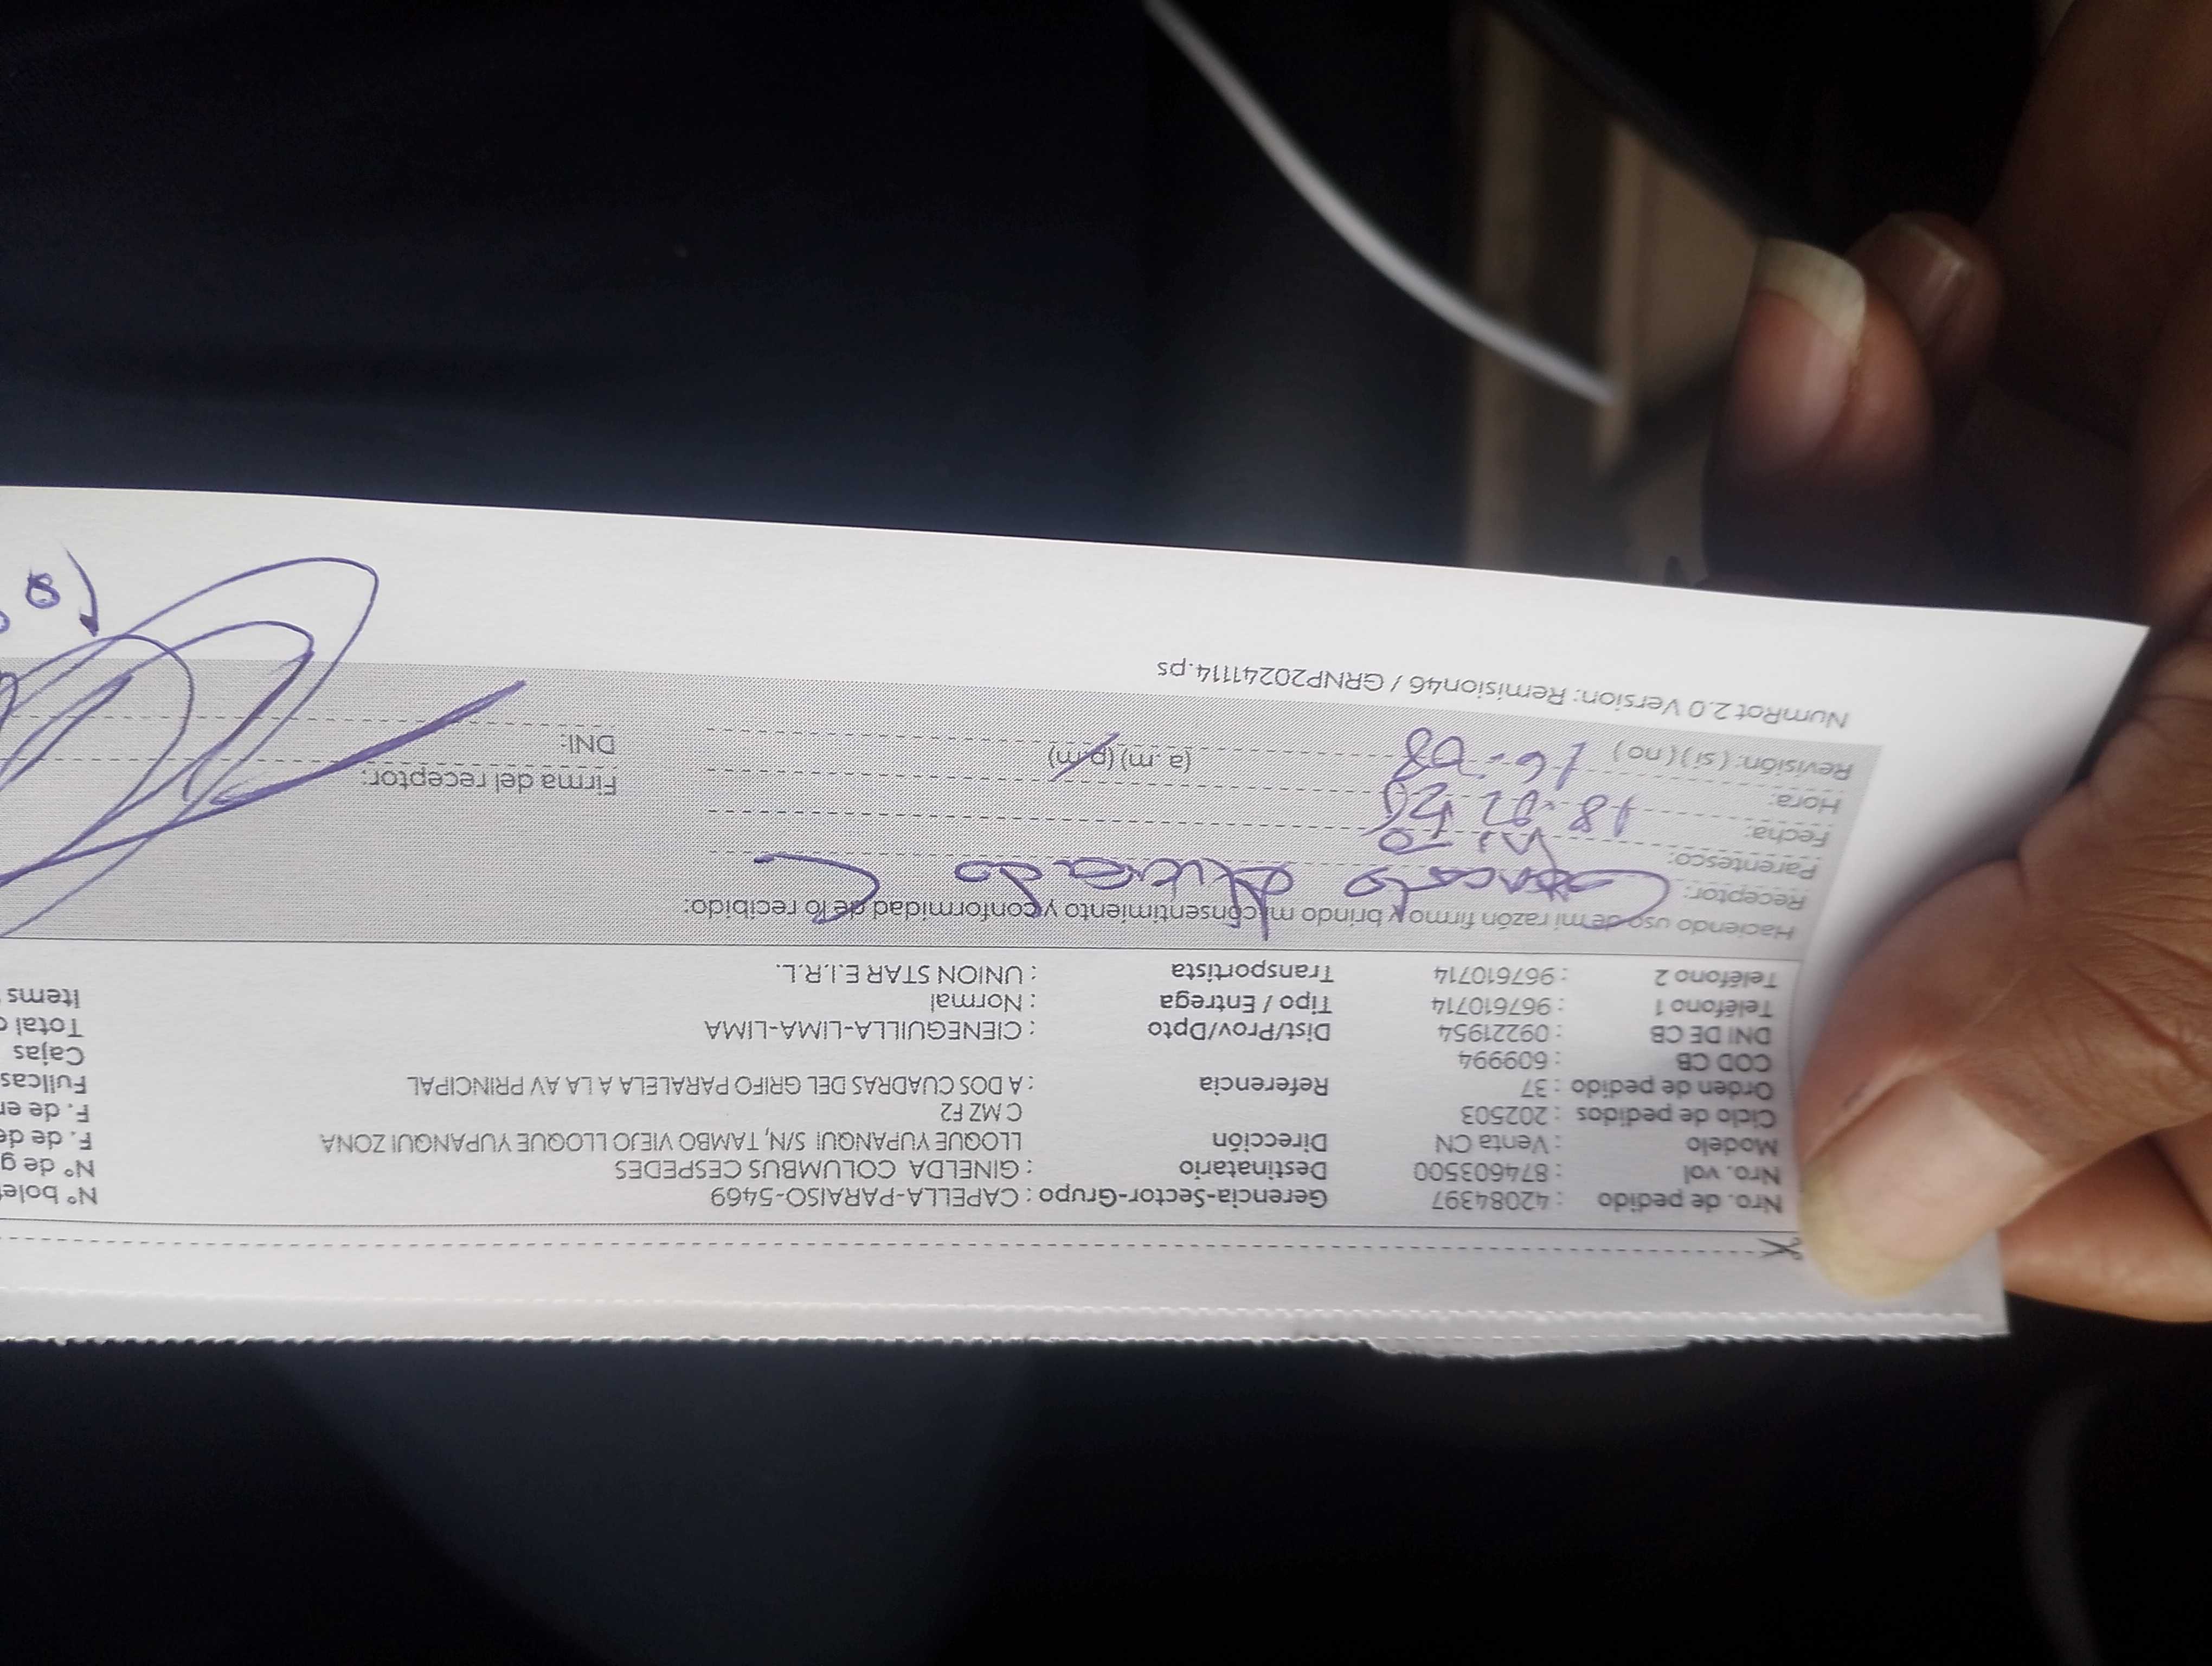 Nro. de pedido : 42084397 Gerencia-Sector-Grupo : CAPELLA-PARAISO-5469 N° bole
Nro. vol : 874603500 Destinatario : GINELDA COLUMBUS CESPEDES N° de g
Modelo : Venta CN Dirección LLOQUE YUPANQUI S/N, TAMBO VIEJO LLOQUE YUPANQUI ZONA F. de de
Ciclo de pedidos : 202503 C MZ F2 F. de en
Orden de pedido : 37 Referencia : A DOS CUADRAS DEL GRIFO PARALELA A LA AV PRINCIPAL Fullcas
COD CB : 609994 Cajas
DNI DE CB : 09221954 Dist/Prov/Dpto : CIENEGUILLA-LIMA-LIMA Total
Teléfono 1 : 967610714 Tipo / Entrega : Normal Items
Teléfono 2 : 967610714 Transportista : UNION STAR E.I.R.L.
Haciendo uso de mi razón firmo y brindo mi consentimiento y conformidad de lo recibido:
Receptor: Alvarado
Parentesco:
Fecha: 18-02
Hora: 16-08 (a.m) (p.m) Firma del receptor:
Revisión: ( si ) ( no ) DNI:
NumRot 2.0 Version: Remision46 / GRNP20241114.ps